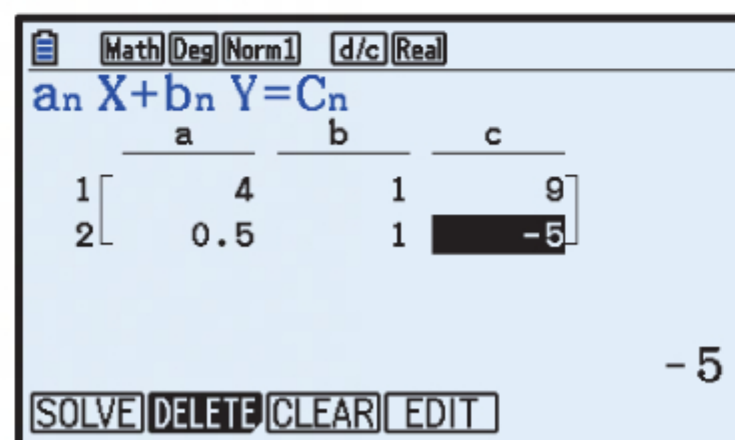 Math Deg Norm1 d/c Real
an X+bn Y=Cn
a b c
1 4 1 9
2 0.5 1 -5
-5
SOLVE DELETE CLEAR EDIT